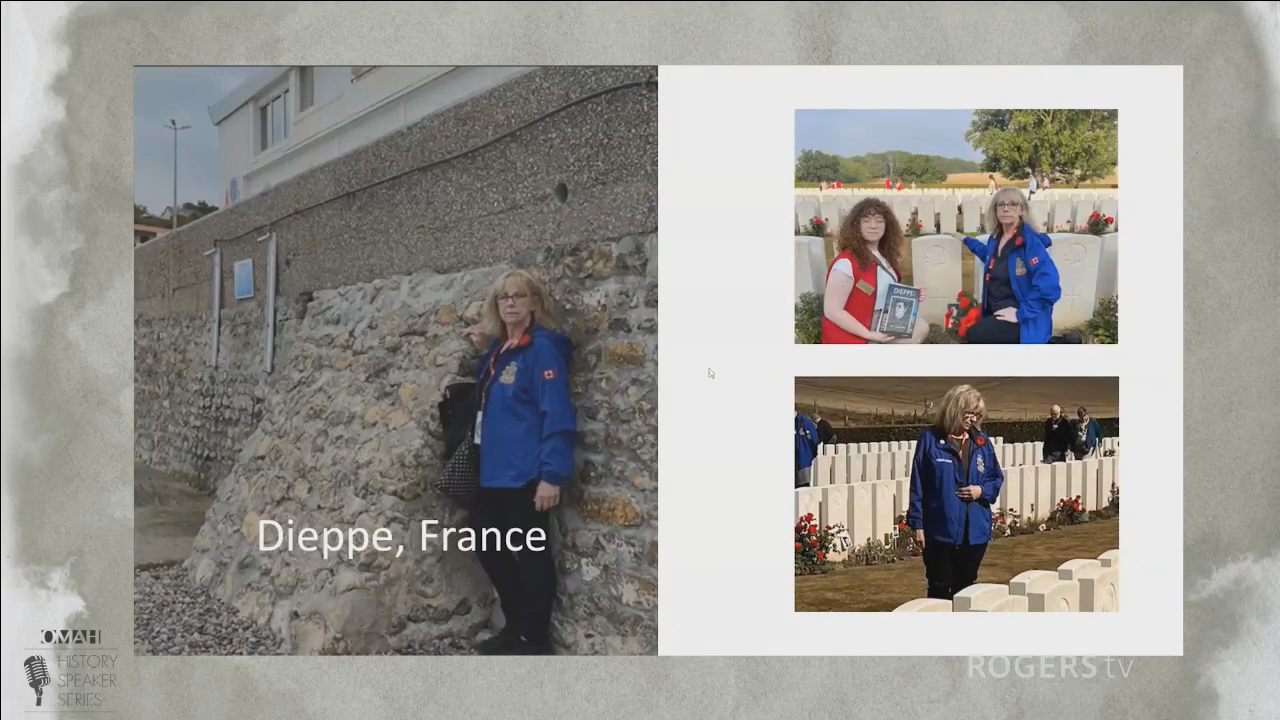 Dieppe, France
DIEPPE
OMAH
HISTORY
SPEAKER
SERIES
ROGERS tv